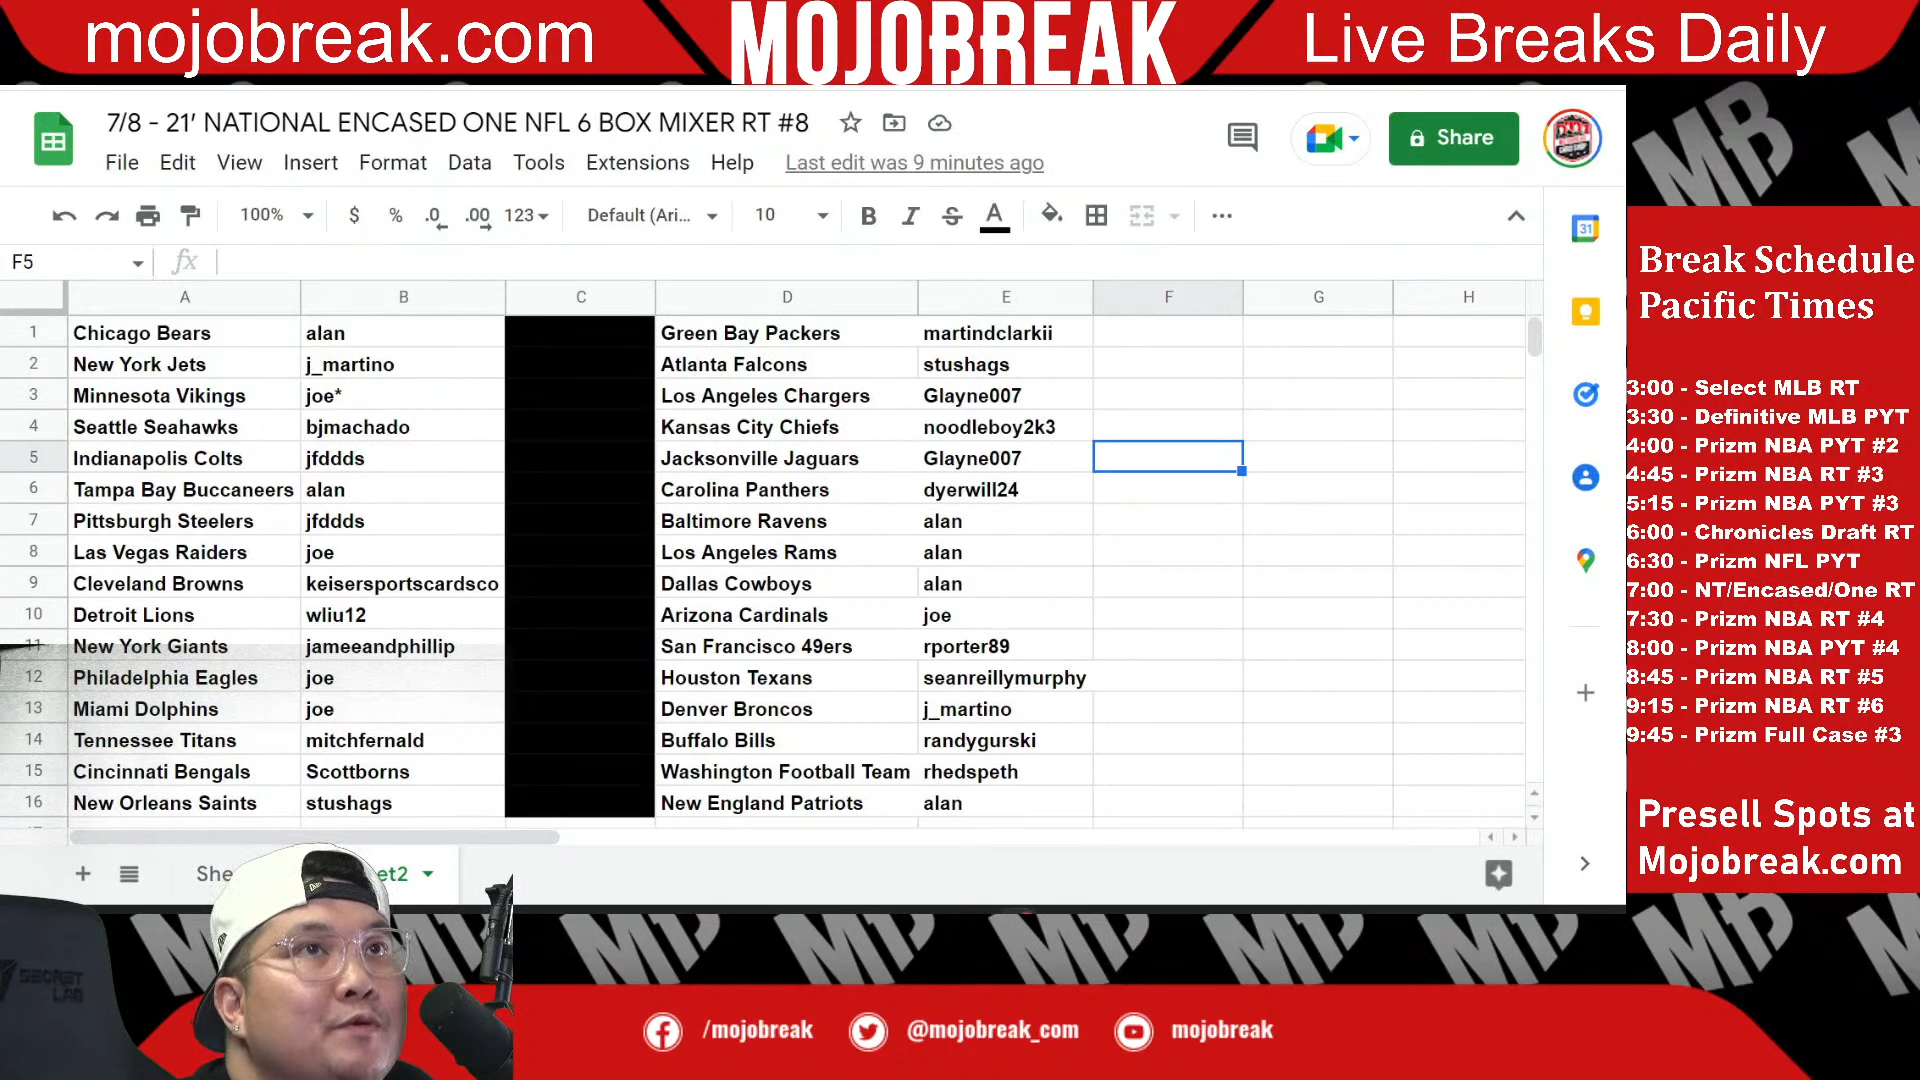 mojobreak.com
MOJOBREAK
Live Breaks Daily
7/8 - 21' NATIONAL ENCASED ONE NFL 6 BOX MIXER RT #8
Share
File Edit View Insert Format Data Tools Extensions Help Last edit was 9 minutes ago
100% $ % .0 .00 123 Default (Ari... 10 B I S A
31
F5 fx
A B C D E F G H
1 Chicago Bears alan Green Bay Packers martindclarkii
2 New York Jets j_martino Atlanta Falcons stushags
3 Minnesota Vikings joe* Los Angeles Chargers Glayne007
4 Seattle Seahawks bjmachado Kansas City Chiefs noodleboy2k3
5 Indianapolis Colts jfddds Jacksonville Jaguars Glayne007
6 Tampa Bay Buccaneers alan Carolina Panthers dyerwill24
7 Pittsburgh Steelers jfddds Baltimore Ravens alan
8 Las Vegas Raiders joe Los Angeles Rams alan
9 Cleveland Browns keisersportscardsco Dallas Cowboys alan
10 Detroit Lions wliu12 Arizona Cardinals joe
11 New York Giants jameeandphillip San Francisco 49ers rporter89
12 Philadelphia Eagles joe Houston Texans seanreillymurphy
13 Miami Dolphins joe Denver Broncos j_martino
14 Tennessee Titans mitchfernald Buffalo Bills randygurski
15 Cincinnati Bengals Scottborns Washington Football Team rhedspeth
16 New Orleans Saints stushags New England Patriots alan
Break Schedule
Pacific Times
3:00 - Select MLB RT
3:30 - Definitive MLB PYT
4:00 - Prizm NBA PYT #2
4:45 - Prizm NBA RT #3
5:15 - Prizm NBA PYT #3
6:00 - Chronicles Draft RT
6:30 - Prizm NFL PYT
7:00 - NT/Encased/One RT
7:30 - Prizm NBA RT #4
8:00 - Prizm NBA PYT #4
8:45 - Prizm NBA RT #5
9:15 - Prizm NBA RT #6
9:45 - Prizm Full Case #3
Presell Spots at
Mojobreak.com
SECRET
LAB
/mojobreak @mojobreak_com mojobreak